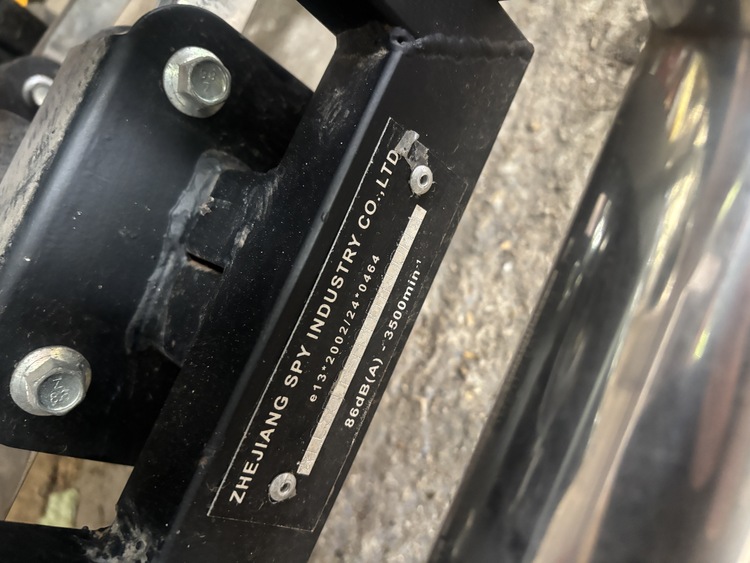 ZHEJIANG SPY INDUSTRY CO.,LTD
e13*2002/24*0464
86dB(A) - 3500min⁻¹